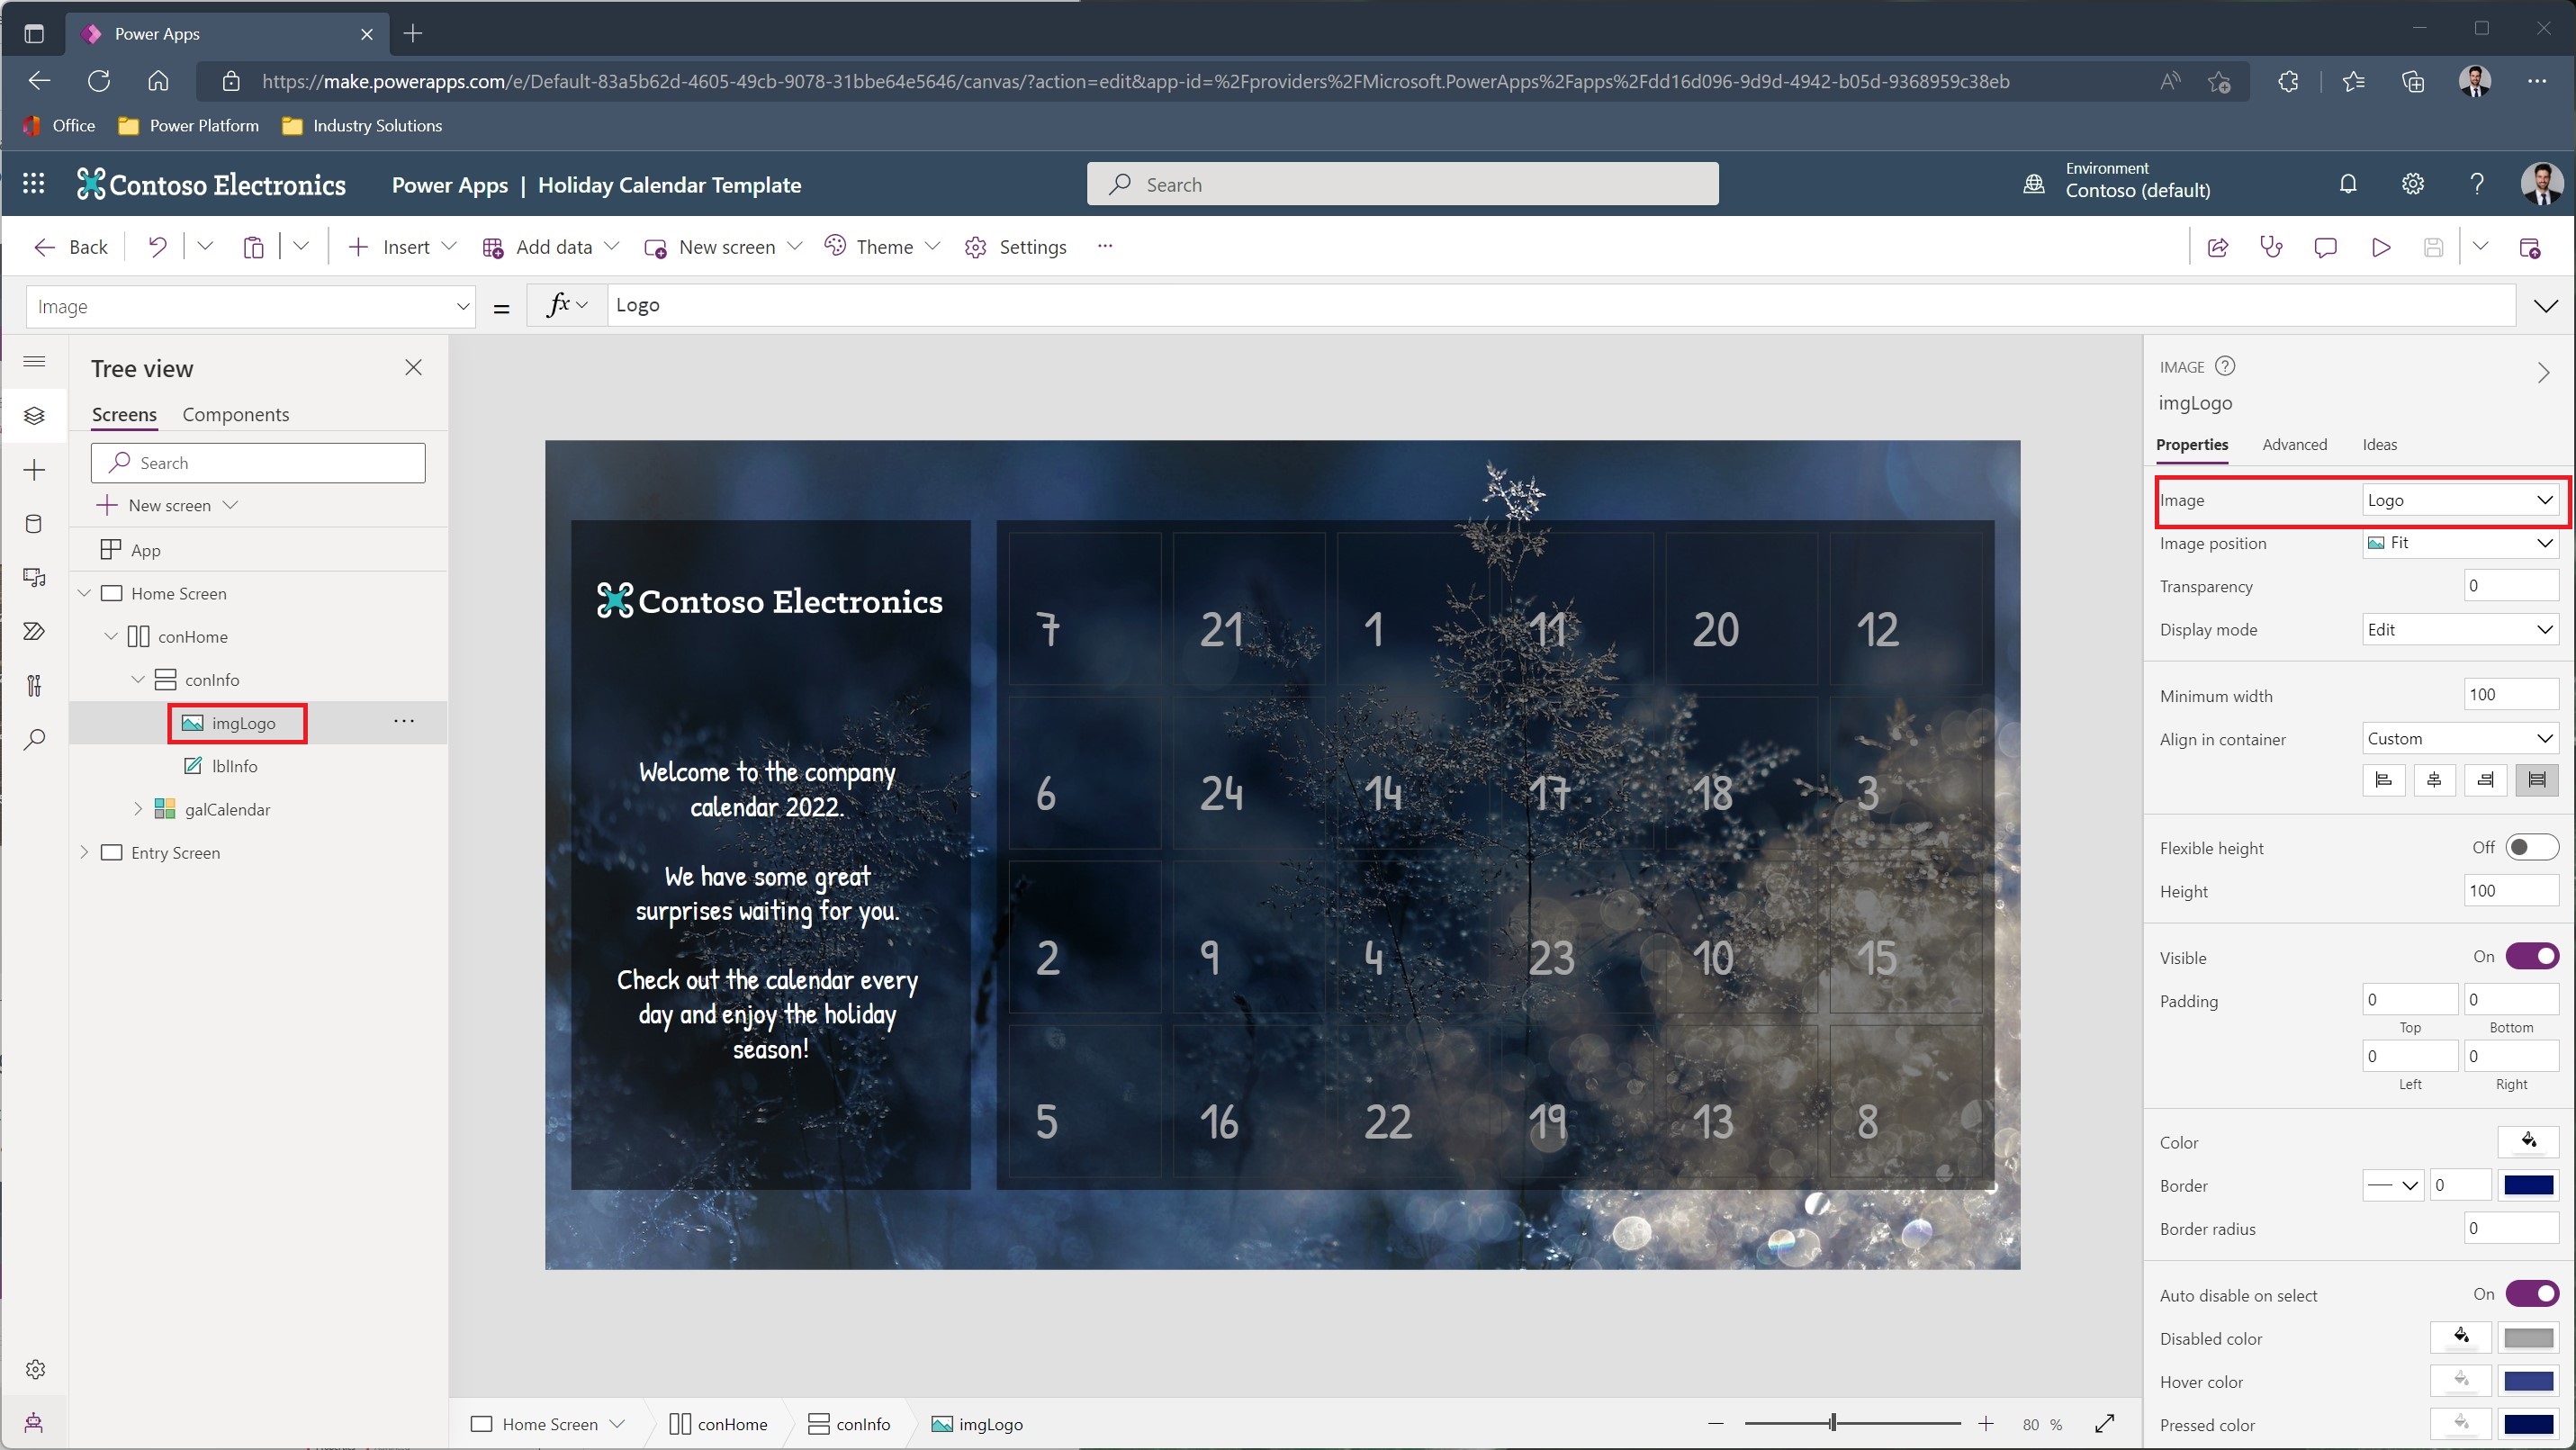 Power Apps
https://make.powerapps.com/e/Default-83a5b62d-4605-49cb-9078-31bbe64e5646/canvas/?action=edit&app-id=%2Fproviders%2FMicrosoft.PowerApps%2Fapps%2Fdd16d096-9d9d-4942-b05d-9368959c38eb
Office Power Platform Industry Solutions
Contoso Electronics Power Apps | Holiday Calendar Template Search Environment
Contoso (default)
Back Insert Add data New screen Theme Settings
Image = fx Logo
Tree view
Screens Components
Search
New screen
App
Home Screen
conHome
conInfo
imgLogo
lblInfo
galCalendar
Entry Screen
Contoso Electronics
Welcome to the company
calendar 2022.
We have some great
surprises waiting for you.
Check out the calendar every
day and enjoy the holiday
season!
7 21 1 11 20 12
6 24 14 17 18 3
2 9 4 23 10 15
5 16 22 19 13 8
Home Screen conHome conInfo imgLogo 80 %
IMAGE
imgLogo
Properties Advanced Ideas
Image Logo
Image position Fit
Transparency 0
Display mode Edit
Minimum width 100
Align in container Custom
Flexible height Off
Height 100
Visible On
Padding 0 0
Top Bottom
0 0
Left Right
Color
Border 0
Border radius 0
Auto disable on select On
Disabled color
Hover color
Pressed color